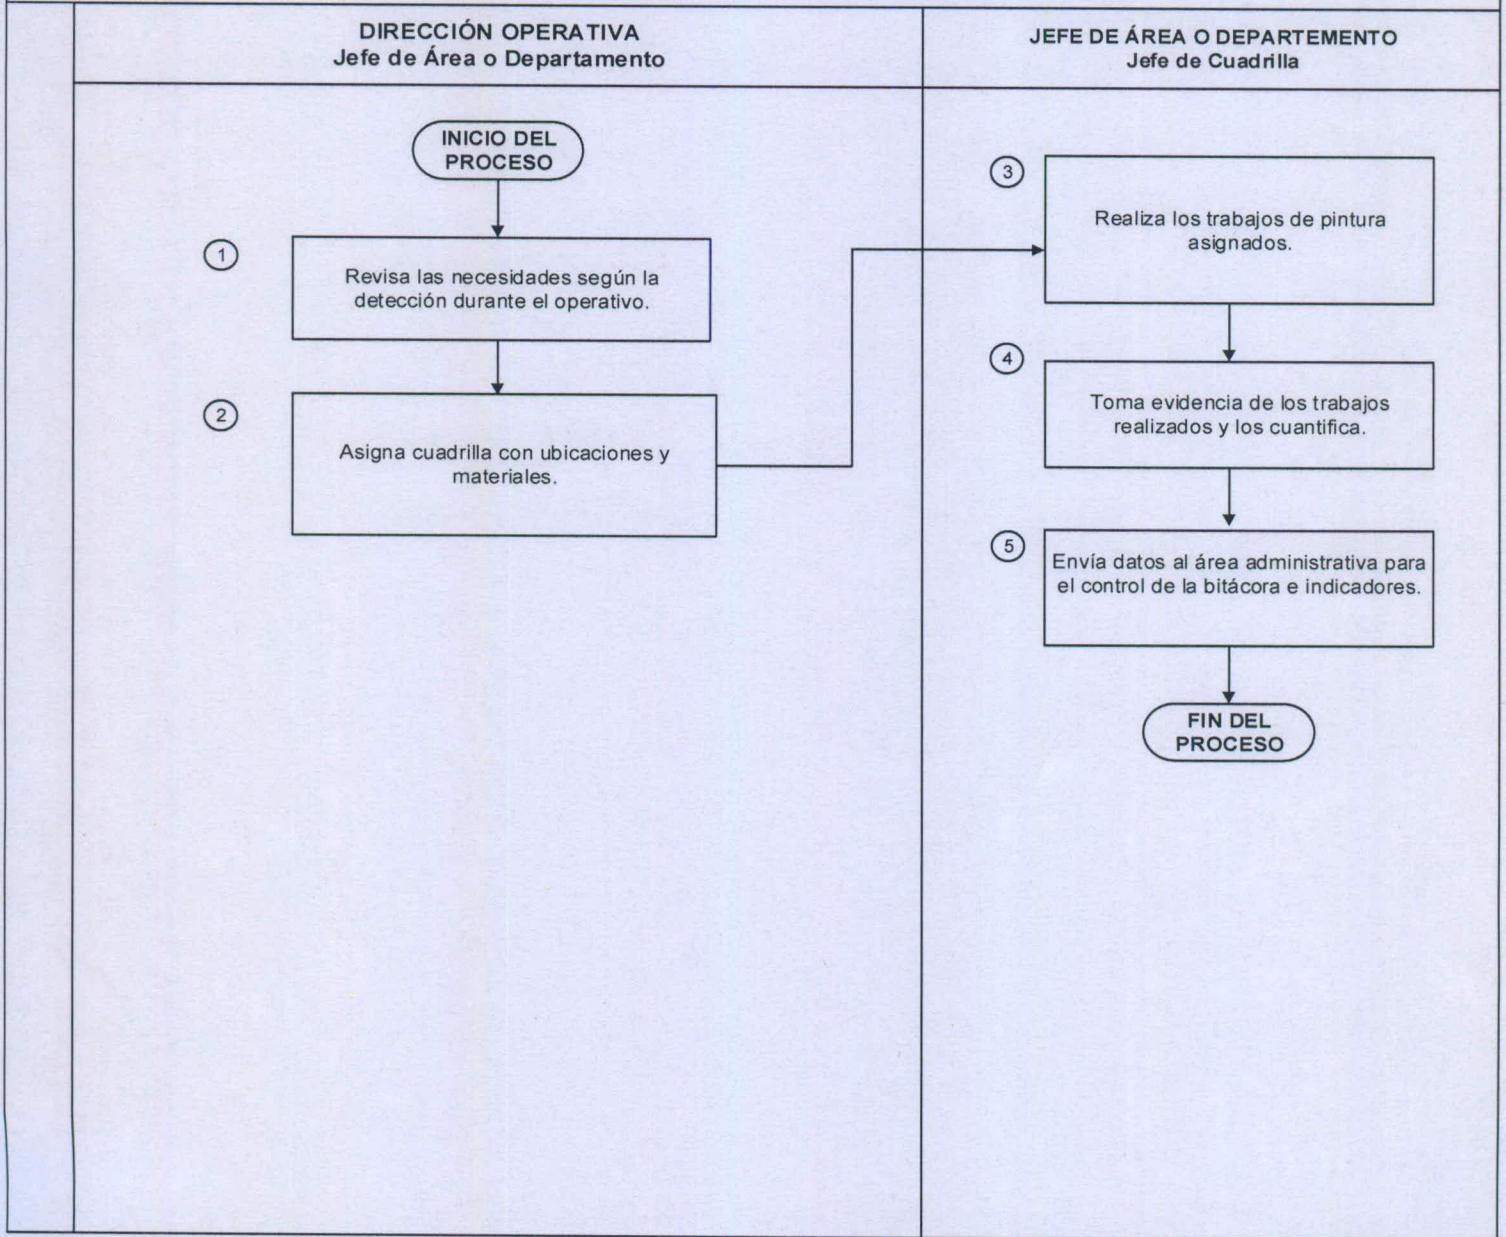 DIRECCIÓN OPERATIVA
Jefe de Área o Departamento
JEFE DE ÁREA O DEPARTEMENTO
Jefe de Cuadrilla
INICIO DEL
PROCESO
1
Revisa las necesidades según la
detección durante el operativo.
2
Asigna cuadrilla con ubicaciones y
materiales.
3
Realiza los trabajos de pintura
asignados.
4
Toma evidencia de los trabajos
realizados y los cuantifica.
5
Envía datos al área administrativa para
el control de la bitácora e indicadores.
FIN DEL
PROCESO